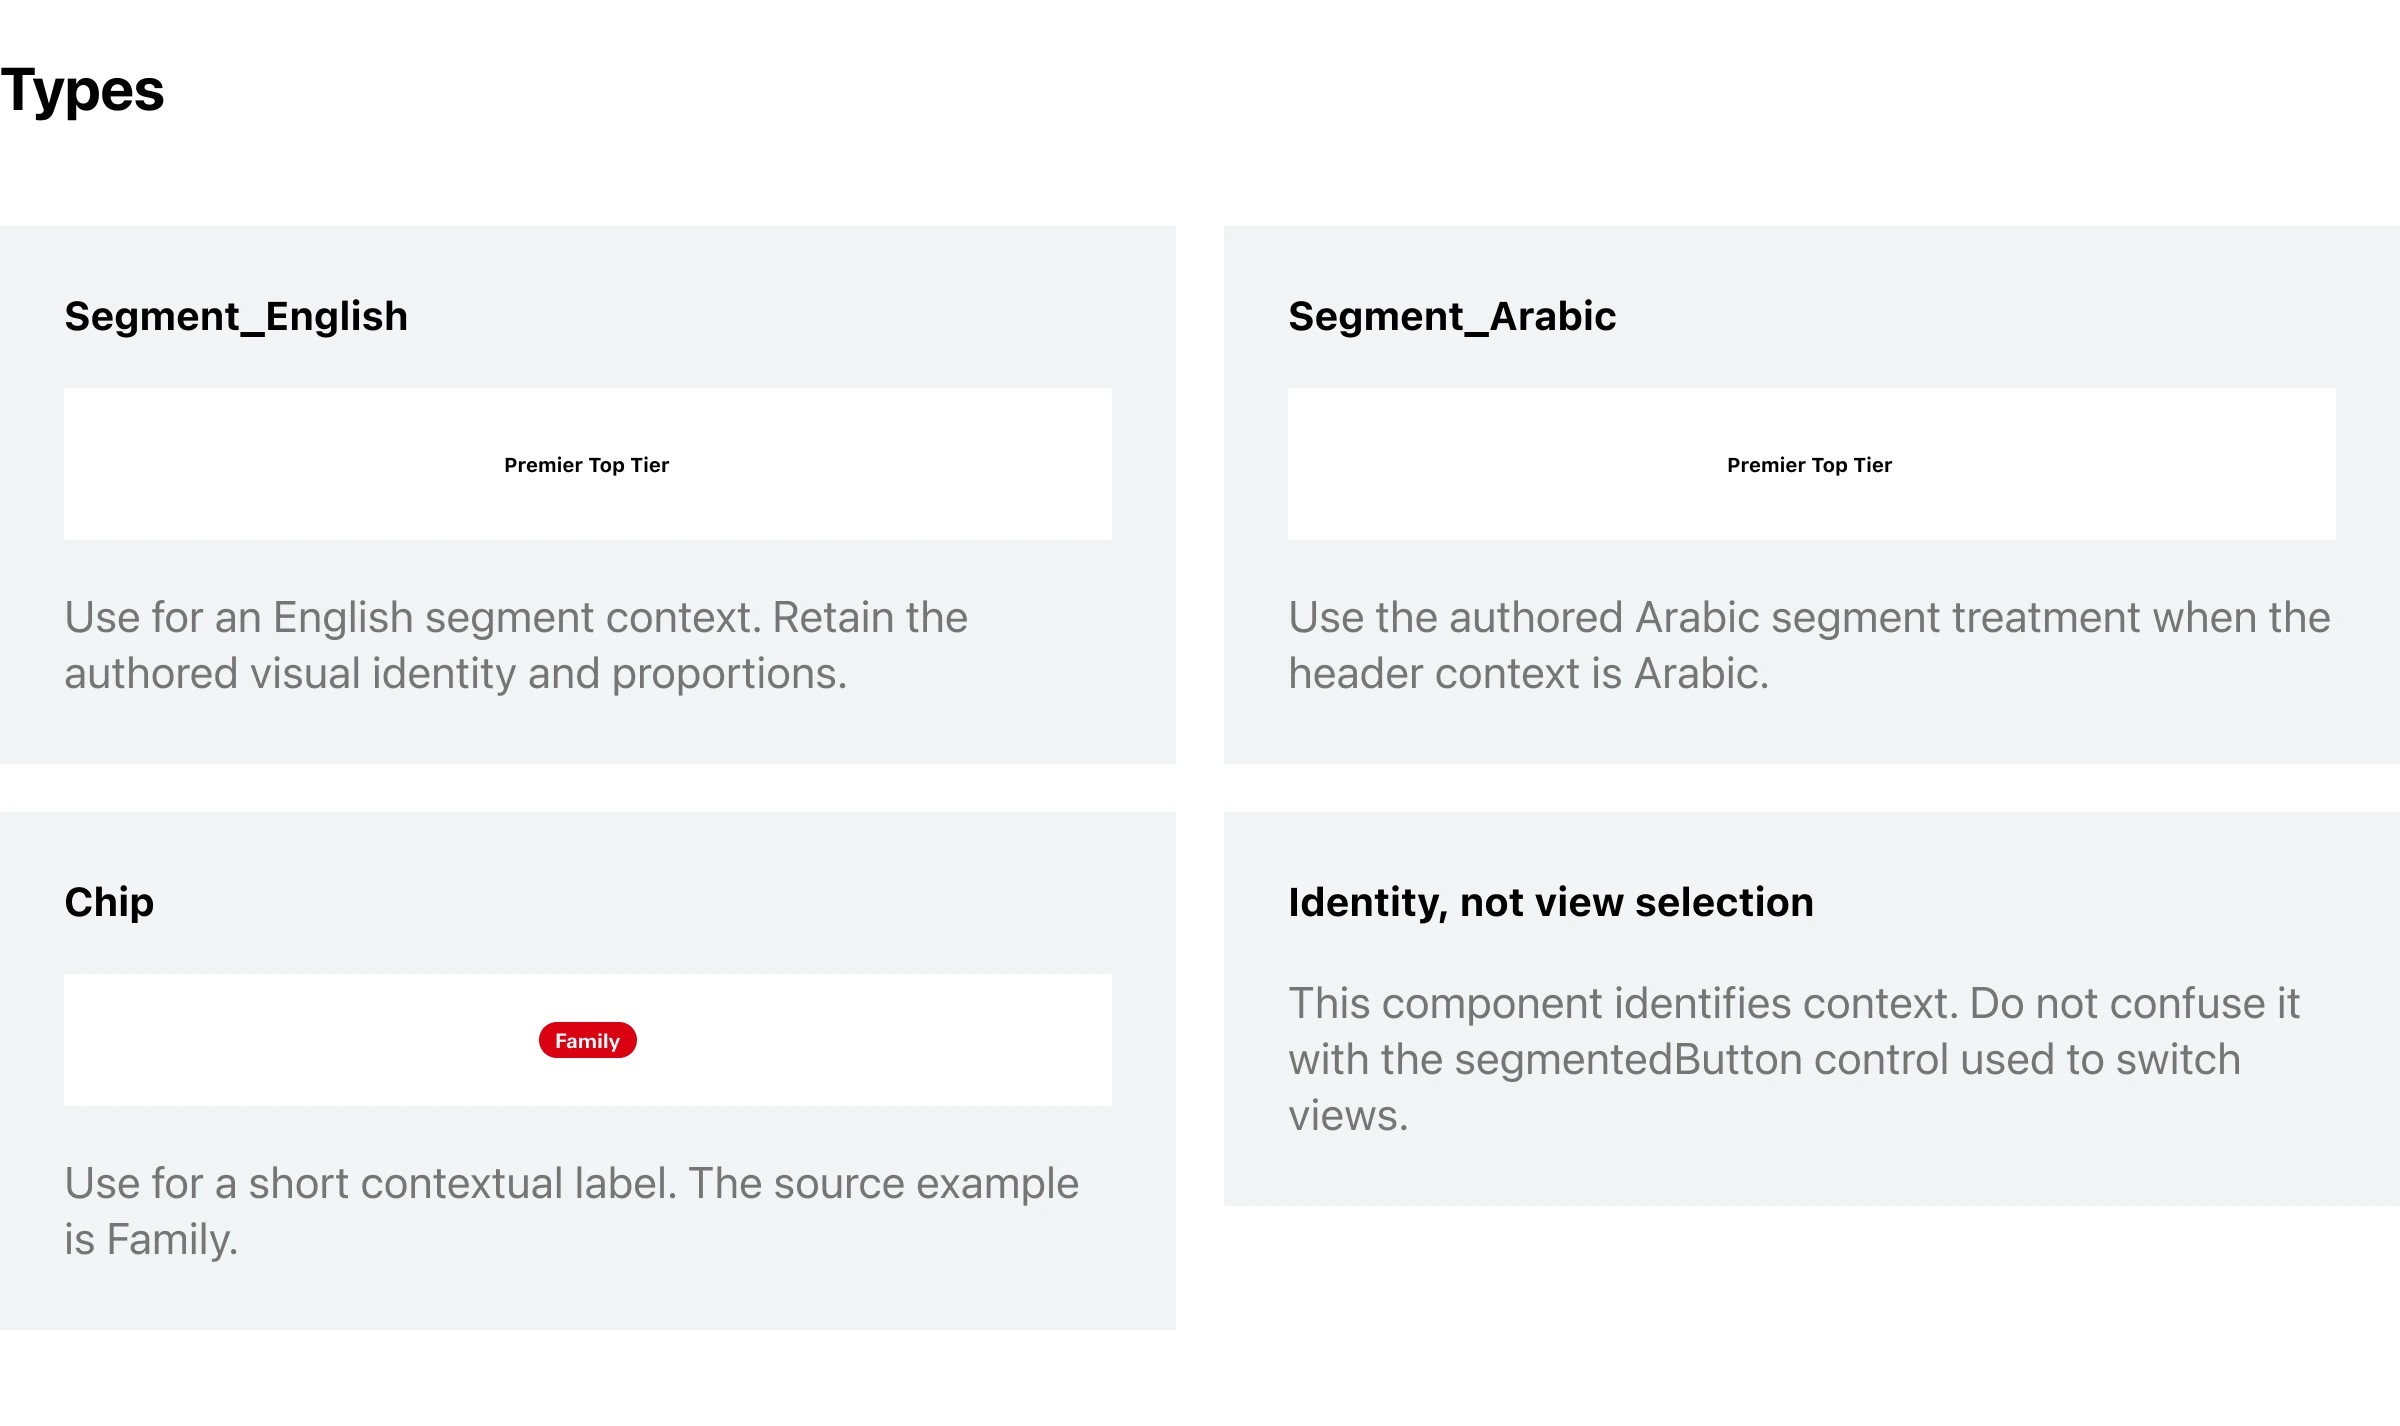 Types
Segment_English
Premier Top Tier
Use for an English segment context. Retain the
authored visual identity and proportions.
Segment_Arabic
Premier Top Tier
Use the authored Arabic segment treatment when the
header context is Arabic.
Chip
Family
Use for a short contextual label. The source example
is Family.
Identity, not view selection
This component identifies context. Do not confuse it
with the segmentedButton control used to switch
views.